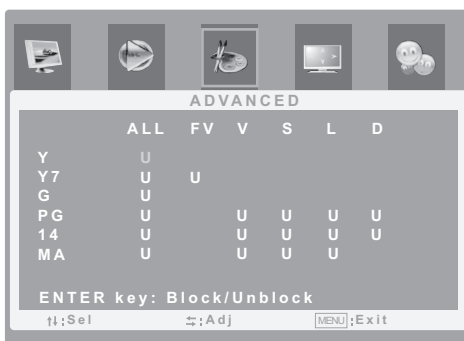 ADVANCED
ALL FV V S L D
Y U
Y7 U U
G U
PG U U U U U
14 U U U U U
MA U U U U
ENTER key: Block/Unblock
↑↓:Sel ⇆:Adj MENU:Exit